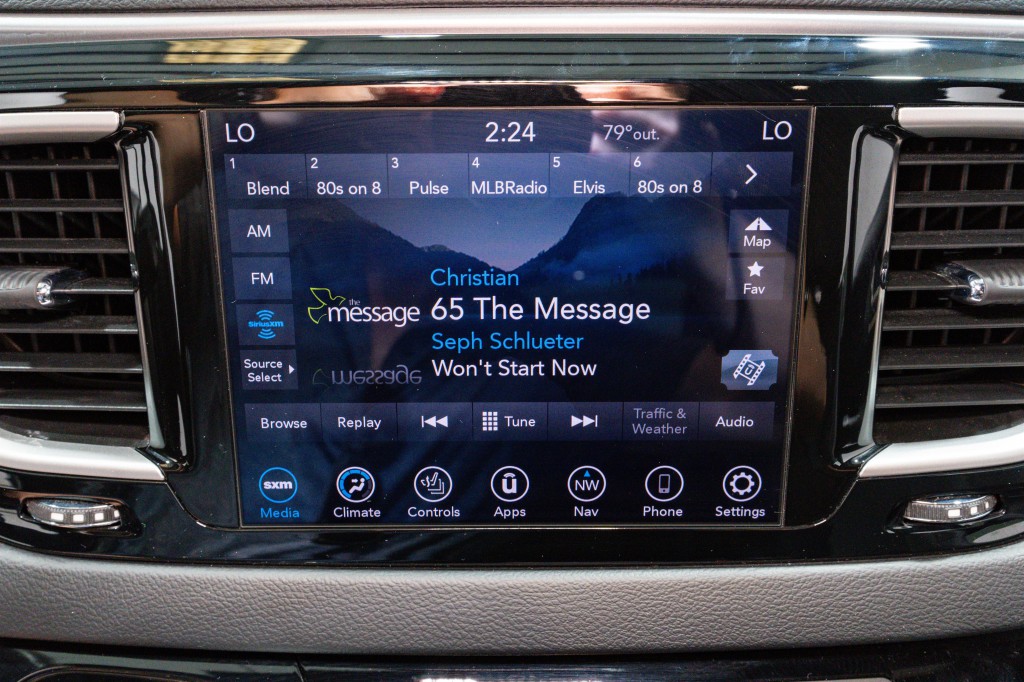 LO 2:24 79°out. LO
1 2 3 4 5 6
Blend 80s on 8 Pulse MLBRadio Elvis 80s on 8
AM
Map
FM
Fav
Christian
the
message
65 The Message
SiriusXM
Seph Schlueter
Source
Select
Won't Start Now
message
Browse Replay Tune Traffic &
Weather Audio
sxm NW
Media Climate Controls Apps Nav Phone Settings